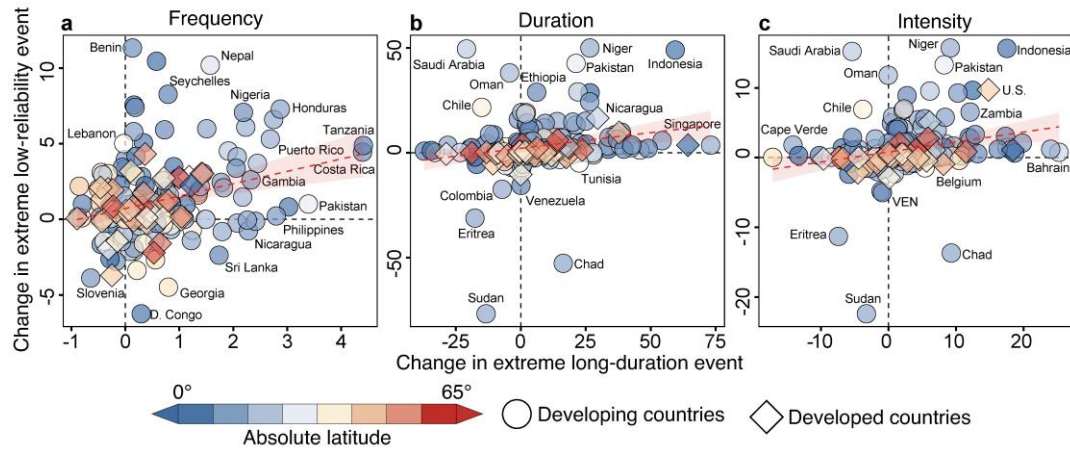 a Frequency
b Duration
c Intensity
Change in extreme low-reliability event
10
5
0
-5
Benin
Nepal
Seychelles
Nigeria
Honduras
Lebanon
Tanzania
Puerto Rico
Costa Rica
Gambia
Pakistan
Philippines
Nicaragua
Sri Lanka
Slovenia
Georgia
D. Congo
-1 0 1 2 3 4
50
0
-50
Saudi Arabia
Niger
Pakistan
Indonesia
Oman
Ethiopia
Chile
Nicaragua
Singapore
Tunisia
Colombia
Venezuela
Eritrea
Chad
Sudan
-25 0 25 50 75
10
0
-10
-20
Saudi Arabia
Niger
Indonesia
Pakistan
Oman
U.S.
Chile
Zambia
Cape Verde
Bahrain
Belgium
VEN
Eritrea
Chad
Sudan
-10 0 10 20
Change in extreme long-duration event
0° 65°
Absolute latitude
Developing countries
Developed countries